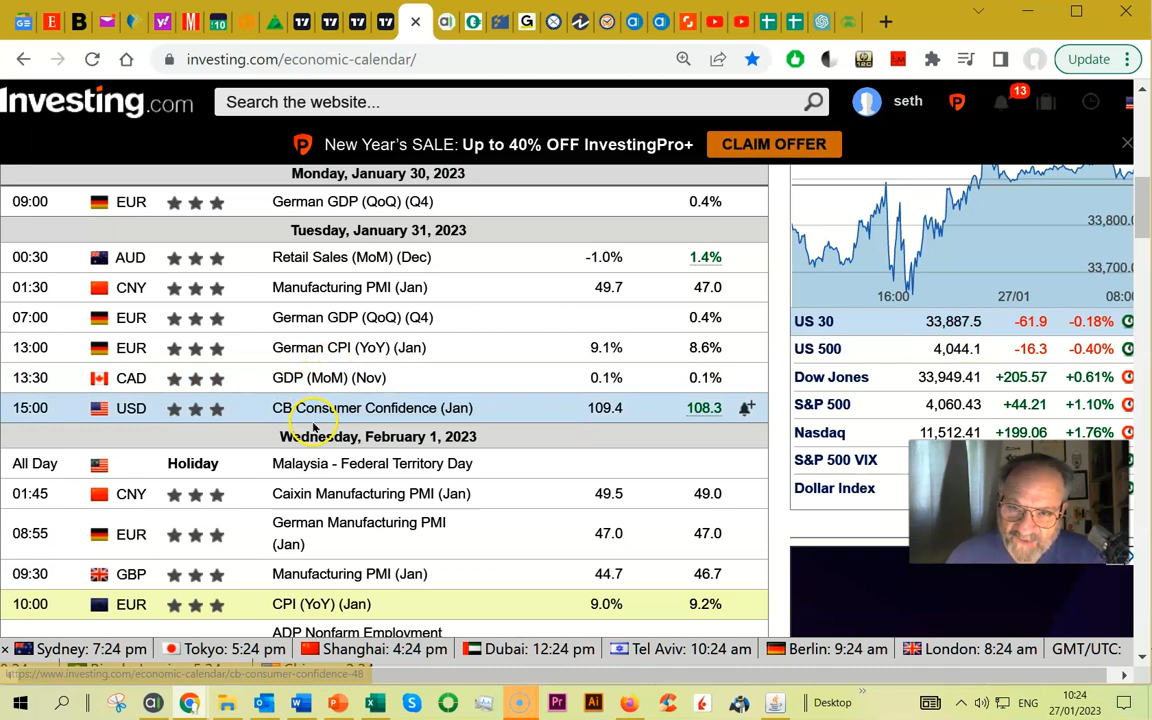 Update
investing.com/economic-calendar/
Investing.com
Search the website...
seth
13
New Year's SALE: Up to 40% OFF InvestingPro+
CLAIM OFFER
Monday, January 30, 2023
09:00 EUR German GDP (QoQ) (Q4) 0.4%
Tuesday, January 31, 2023
00:30 AUD Retail Sales (MoM) (Dec) -1.0% 1.4%
01:30 CNY Manufacturing PMI (Jan) 49.7 47.0
07:00 EUR German GDP (QoQ) (Q4) 0.4%
13:00 EUR German CPI (YoY) (Jan) 9.1% 8.6%
13:30 CAD GDP (MoM) (Nov) 0.1% 0.1%
15:00 USD CB Consumer Confidence (Jan) 109.4 108.3
Wednesday, February 1, 2023
All Day Holiday Malaysia - Federal Territory Day
01:45 CNY Caixin Manufacturing PMI (Jan) 49.5 49.0
08:55 EUR German Manufacturing PMI (Jan) 47.0 47.0
09:30 GBP Manufacturing PMI (Jan) 44.7 46.7
10:00 EUR CPI (YoY) (Jan) 9.0% 9.2%
ADP Nonfarm Employment
33,800.
33,700.
16:00 27/01 08:0
US 30 33,887.5 -61.9 -0.18%
US 500 4,044.1 -16.3 -0.40%
Dow Jones 33,949.41 +205.57 +0.61%
S&P 500 4,060.43 +44.21 +1.10%
Nasdaq 11,512.41 +199.06 +1.76%
S&P 500 VIX
Dollar Index
Sydney: 7:24 pm Tokyo: 5:24 pm Shanghai: 4:24 pm Dubai: 12:24 pm Tel Aviv: 10:24 am Berlin: 9:24 am London: 8:24 am GMT/UTC:
https://www.investing.com/economic-calendar/cb-consumer-confidence-48
Desktop
ENG
10:24
27/01/2023